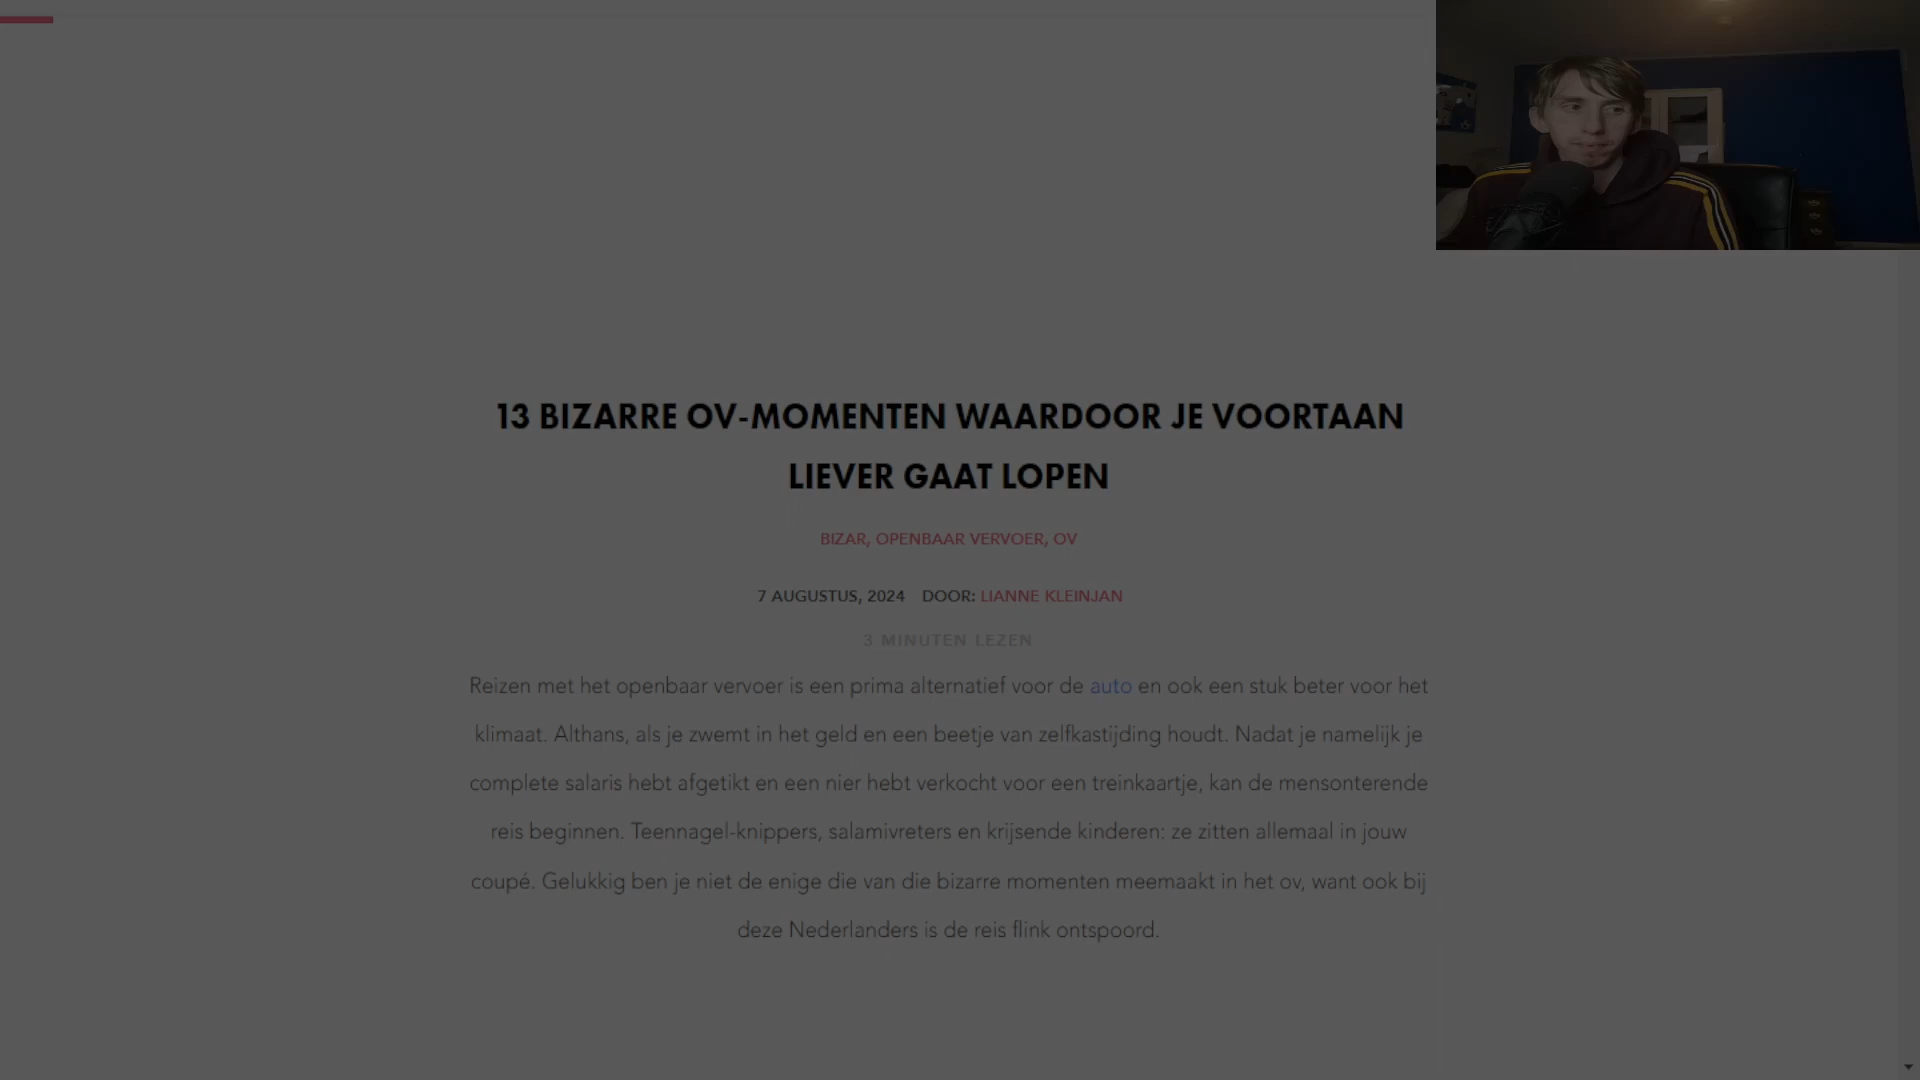 13 BIZARRE OV-MOMENTEN WAARDOOR JE VOORTAAN
LIEVER GAAT LOPEN
BIZAR, OPENBAAR VERVOER, OV
7 AUGUSTUS, 2024 DOOR: LIANNE KLEINJAN
3 MINUTEN LEZEN
Reizen met het openbaar vervoer is een prima alternatief voor de auto en ook een stuk beter voor het
klimaat. Althans, als je zwemt in het geld en een beetje van zelfkastijding houdt. Nadat je namelijk je
complete salaris hebt afgetikt en een nier hebt verkocht voor een treinkaartje, kan de mensonterende
reis beginnen. Teennagel-knippers, salamivreters en krijsende kinderen: ze zitten allemaal in jouw
coupé. Gelukkig ben je niet de enige die van die bizarre momenten meemaakt in het ov, want ook bij
deze Nederlanders is de reis flink ontspoord.